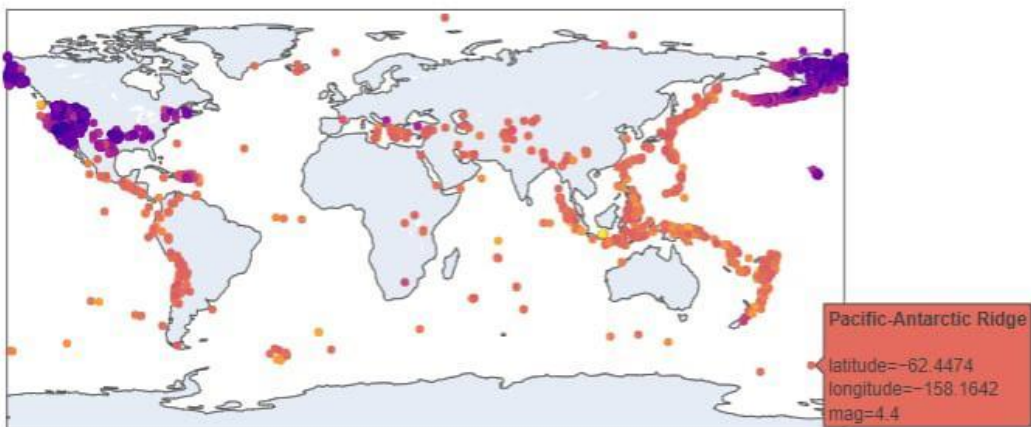 Pacific-Antarctic Ridge
latitude=−62.4474
longitude=−158.1642
mag=4.4